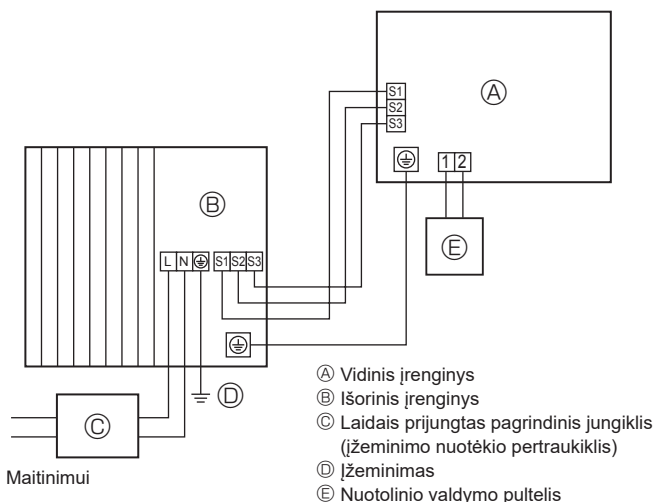 S1
S2
S3
Ⓐ
1 2
Ⓔ
Ⓑ
L N S1 S2 S3
Ⓓ
Ⓒ
Maitinimui
Ⓐ Vidinis įrenginys
Ⓑ Išorinis įrenginys
Ⓒ Laidais prijungtas pagrindinis jungiklis
(įžeminimo nuotėkio pertraukiklis)
Ⓓ Įžeminimas
Ⓔ Nuotolinio valdymo pultelis